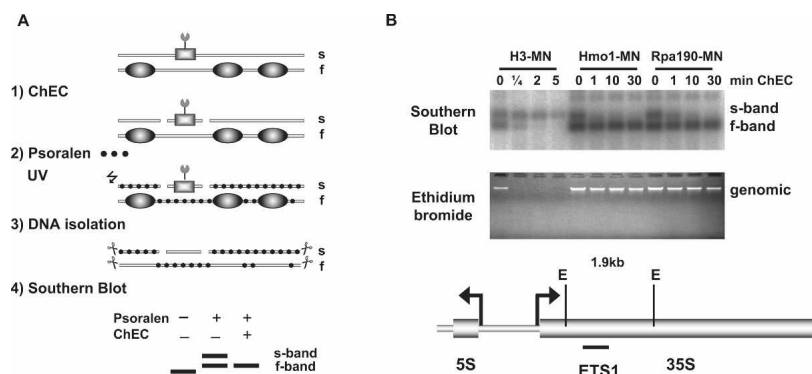 A
s
f
1) ChEC
s
f
2) Psoralen
UV
s
f
3) DNA isolation
s
f
4) Southern Blot
Psoralen – + +
ChEC – – +
s-band
f-band
B
H3-MN Hmo1-MN Rpa190-MN
0 ¼ 2 5 0 1 10 30 0 1 10 30 min ChEC
Southern Blot
s-band
f-band
Ethidium bromide
genomic
1.9kb
E E
5S ETS1 35S